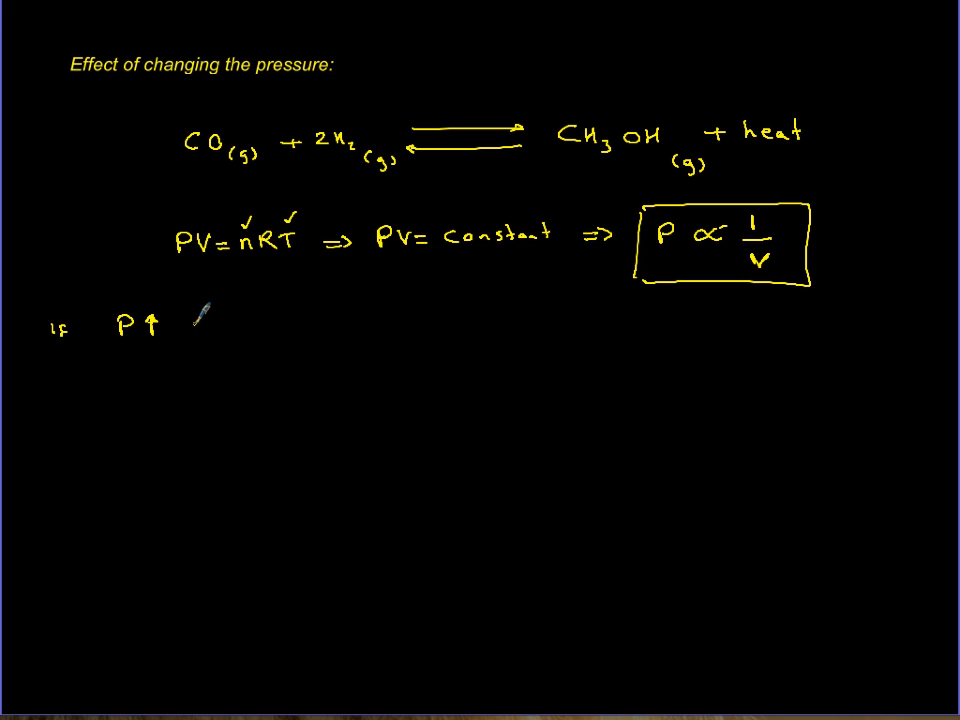 Effect of changing the pressure:
CO(g) + 2H₂(g) ⇌ CH₃OH(g) + heat
PV = nRT ⇒ PV = constant ⇒ P ∝ 1/V
If P↑